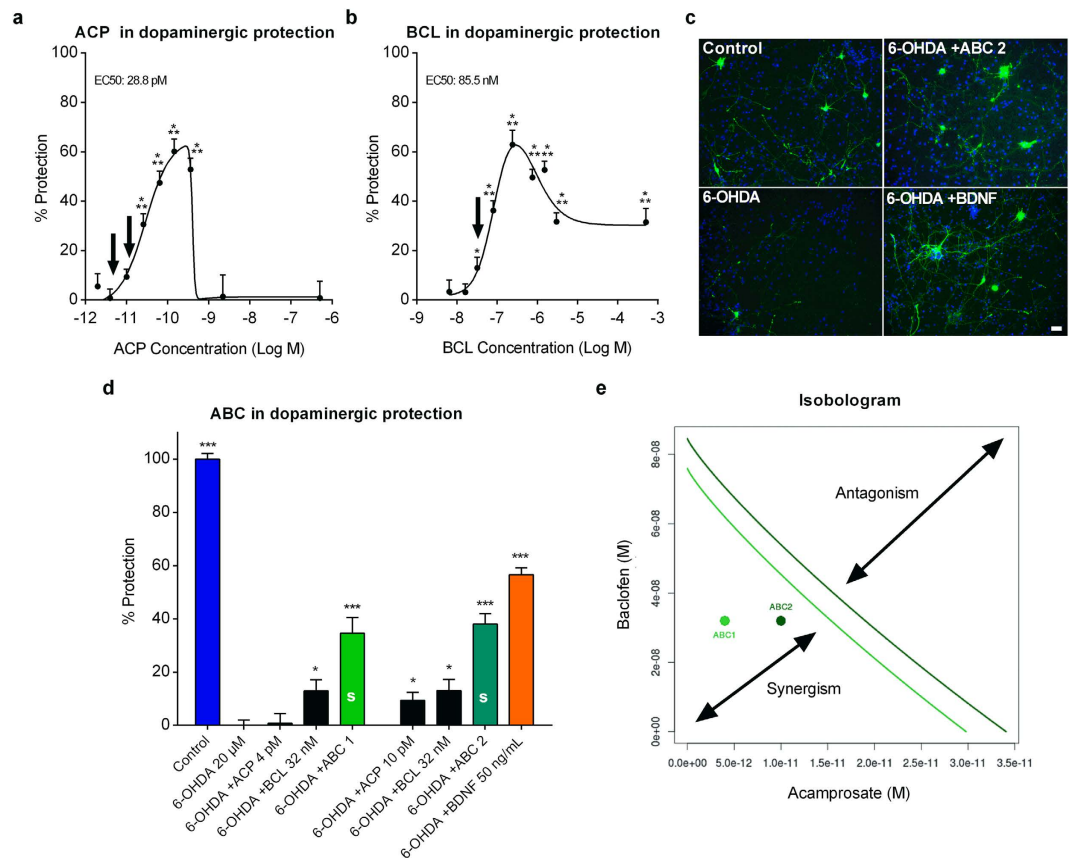 a
ACP in dopaminergic protection
100
80
60
40
20
0
% Protection
EC50: 28.8 pM
*
**
*
**
*
**
*
**
-12 -11 -10 -9 -8 -7 -6
ACP Concentration (Log M)
b
BCL in dopaminergic protection
100
80
60
40
20
0
% Protection
EC50: 85.5 nM
*
*
**
*
**
*
**
*
**
*
**
*
**
-9 -8 -7 -6 -5 -4 -3
BCL Concentration (Log M)
c
Control
6-OHDA +ABC 2
6-OHDA
6-OHDA +BDNF
d
ABC in dopaminergic protection
100
80
60
40
20
0
% Protection
***
*
***
*
*
***
***
S
S
Control
6-OHDA 20 µM
6-OHDA +ACP 4 pM
6-OHDA +BCL 32 nM
6-OHDA +ABC 1
6-OHDA +ACP 10 pM
6-OHDA +BCL 32 nM
6-OHDA +ABC 2
6-OHDA +BDNF 50 ng/mL
e
Isobologram
8e-08
6e-08
4e-08
2e-08
0e+00
Baclofen (M)
Antagonism
Synergism
ABC1
ABC2
0.0e+00 5.0e-12 1.0e-11 1.5e-11 2.0e-11 2.5e-11 3.0e-11 3.5e-11
Acamprosate (M)